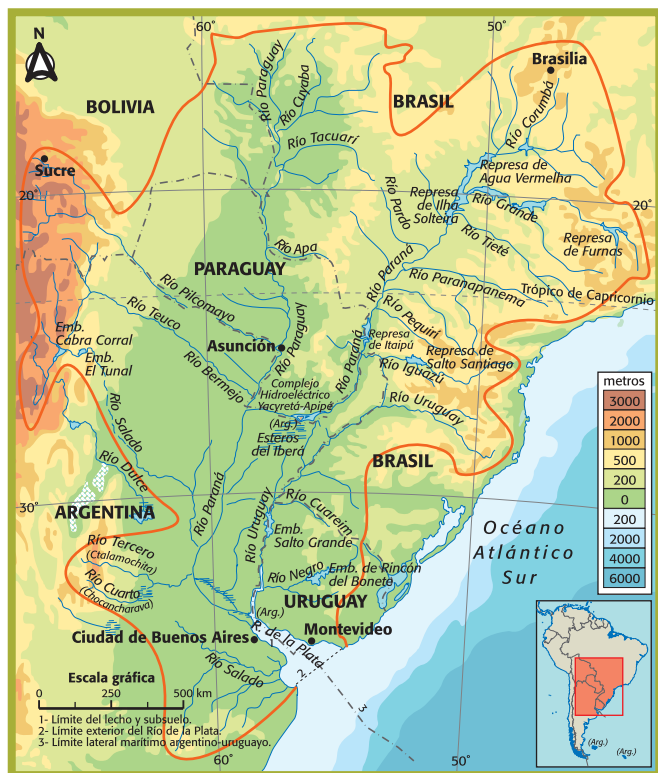 60°
50°
N
BOLIVIA
Río Paraguay
Río Cuyaba
BRASIL
Brasilia
Río Corumbá
Río Tacuarí
Sucre
Represa de
Agua Vermelha
20°
Río Pardo
Represa
de Ilha
Solteira
Río Grande
20°
Río Tieté
Represa
de Furnas
Río Apa
PARAGUAY
Río Paraná
Río Paranapanema
Trópico de Capricornio
Río Pilcomayo
Río Teuco
Río Paraguay
Río Pequirí
Emb.
Cabra Corral
Emb.
El Tunal
Asunción
Río Paraná
Represa
de Itaipú
Represa de
Salto Santiago
Río Bermejo
Río Iguazú
Complejo
Hidroeléctrico
Yacyretá-Apipé
(Arg.)
Esteros
del Iberá
Río Uruguay
Río Salado
metros
3000
2000
1000
500
200
0
200
2000
4000
6000
Río Dulce
BRASIL
30°
ARGENTINA
Río Paraná
Río Uruguay
Río Cuareim
Emb.
Salto Grande
Río Tercero
(Ctalamochita)
Río Cuarto
(Chocancharava)
Río Negro
Emb. de Rincón
del Bonete
Océano
Atlántico
Sur
URUGUAY
(Arg.)
Ciudad de Buenos Aires
R. de la Plata
Montevideo
1
2
3
Río Salado
Escala gráfica
0
250
500 km
1- Límite del lecho y subsuelo.
2- Límite exterior del Río de la Plata.
3- Límite lateral marítimo argentino-uruguayo.
60°
50°
(Arg.)
(Arg.)